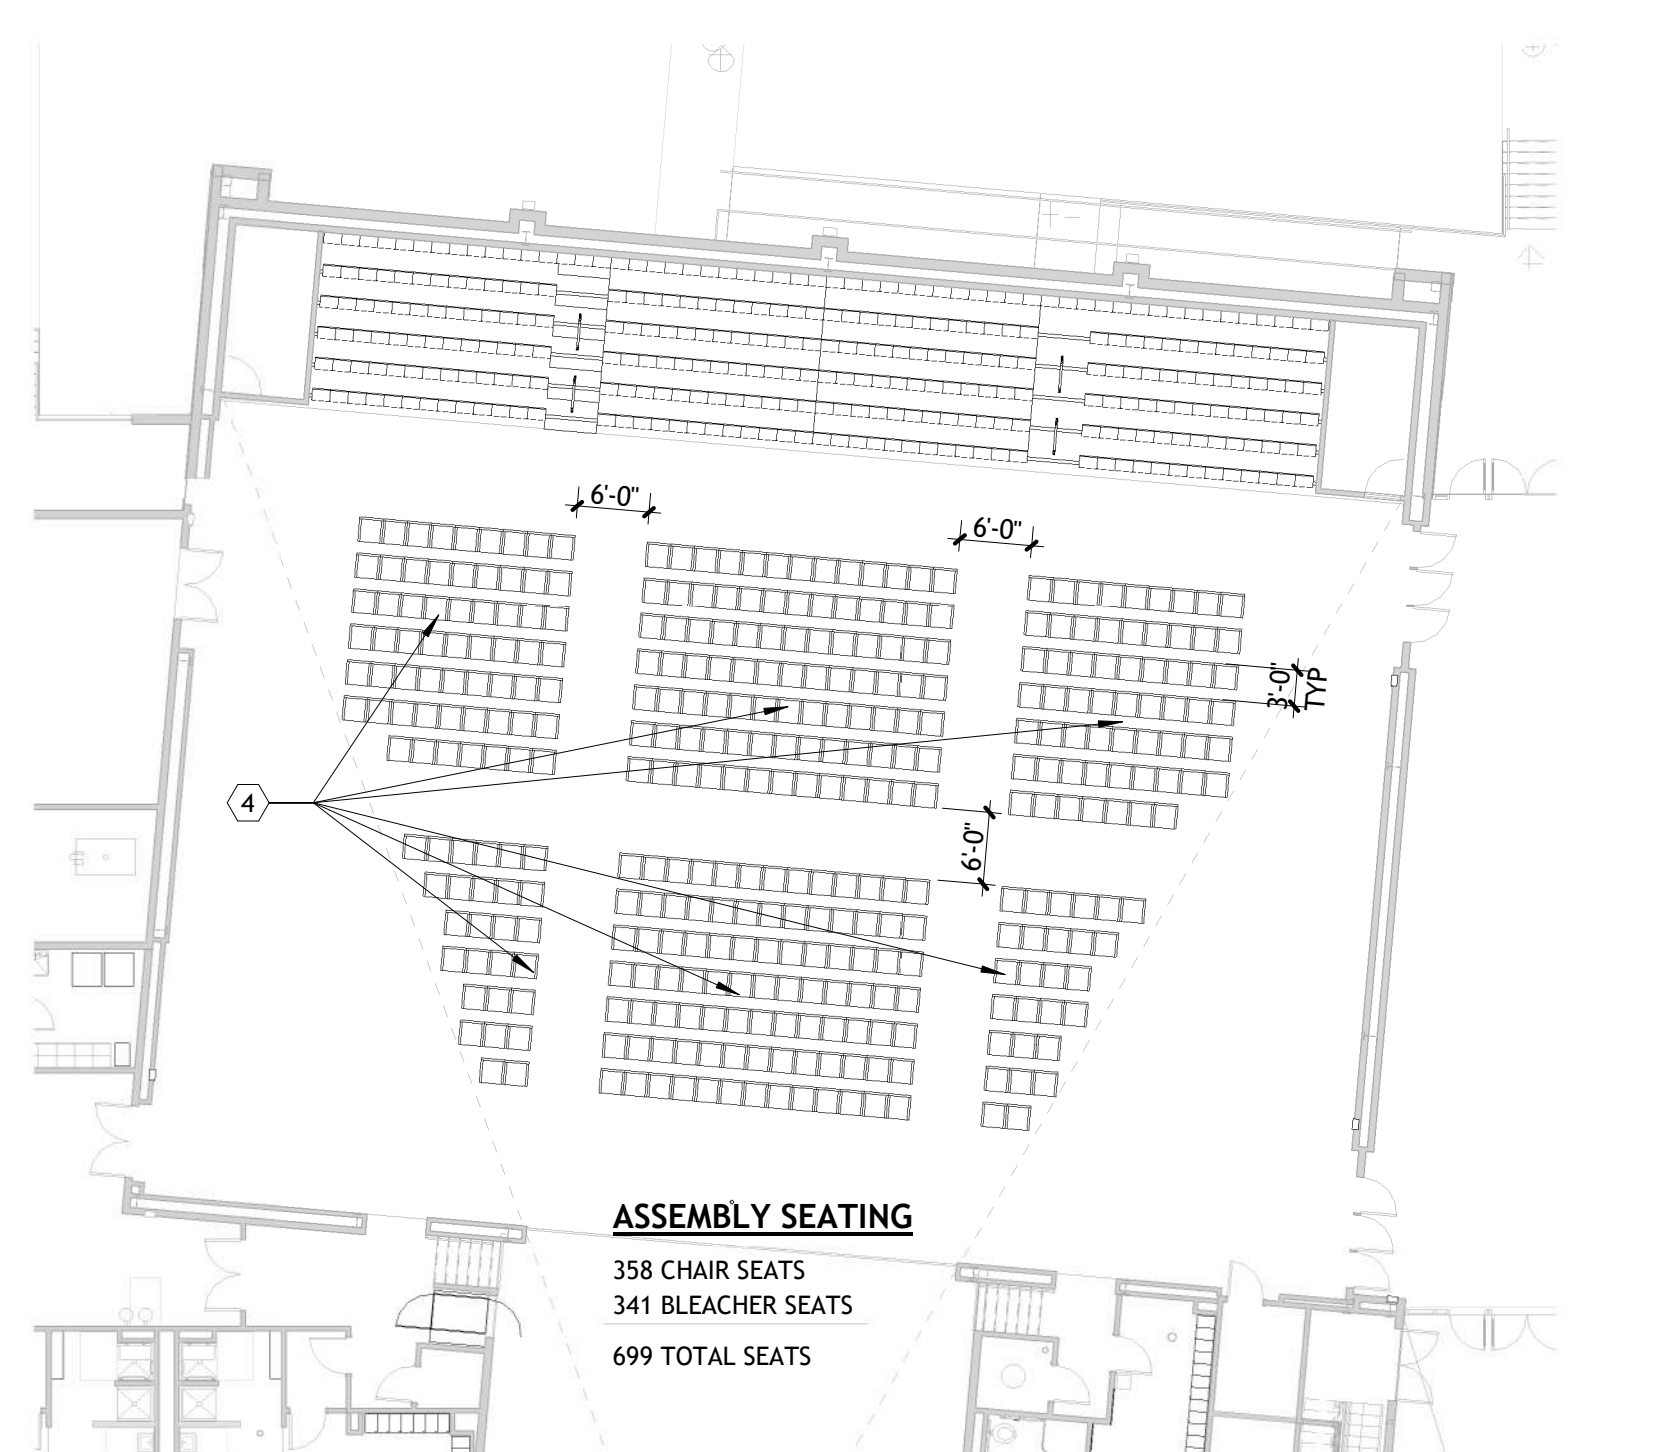 6'-0"
6'-0"
3'-0"
TYP
4
6'-0"
ASSEMBLY SEATING
358 CHAIR SEATS
341 BLEACHER SEATS
699 TOTAL SEATS